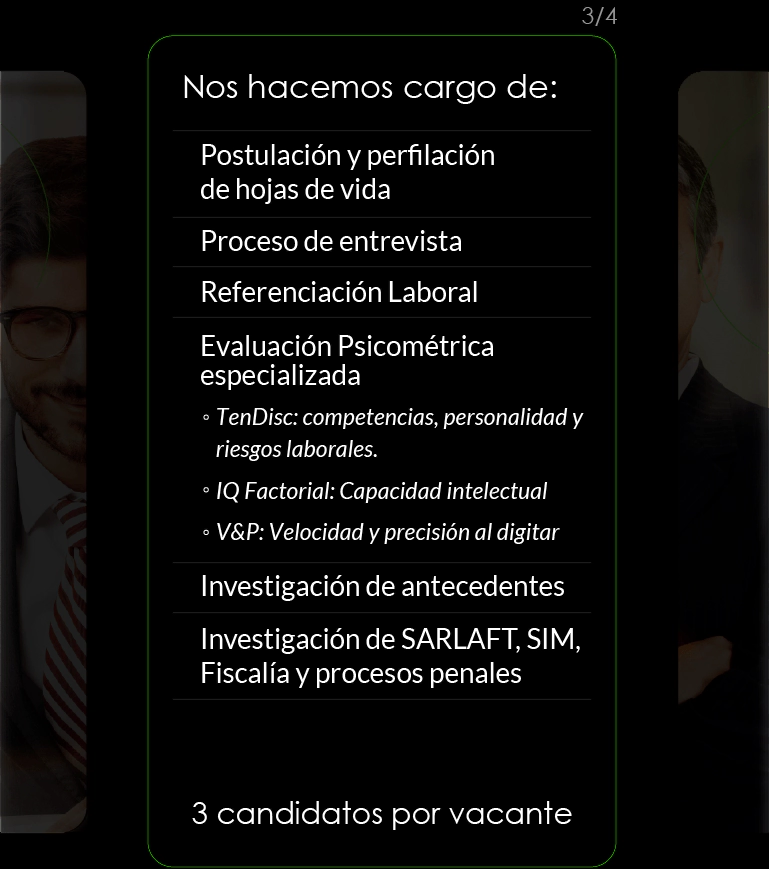 3/4
Nos hacemos cargo de:
Postulación y perfilación
de hojas de vida
Proceso de entrevista
Referenciación Laboral
Evaluación Psicométrica
especializada
◦ TenDisc: competencias, personalidad y
riesgos laborales.
◦ IQ Factorial: Capacidad intelectual
◦ V&P: Velocidad y precisión al digitar
Investigación de antecedentes
Investigación de SARLAFT, SIM,
Fiscalía y procesos penales
3 candidatos por vacante